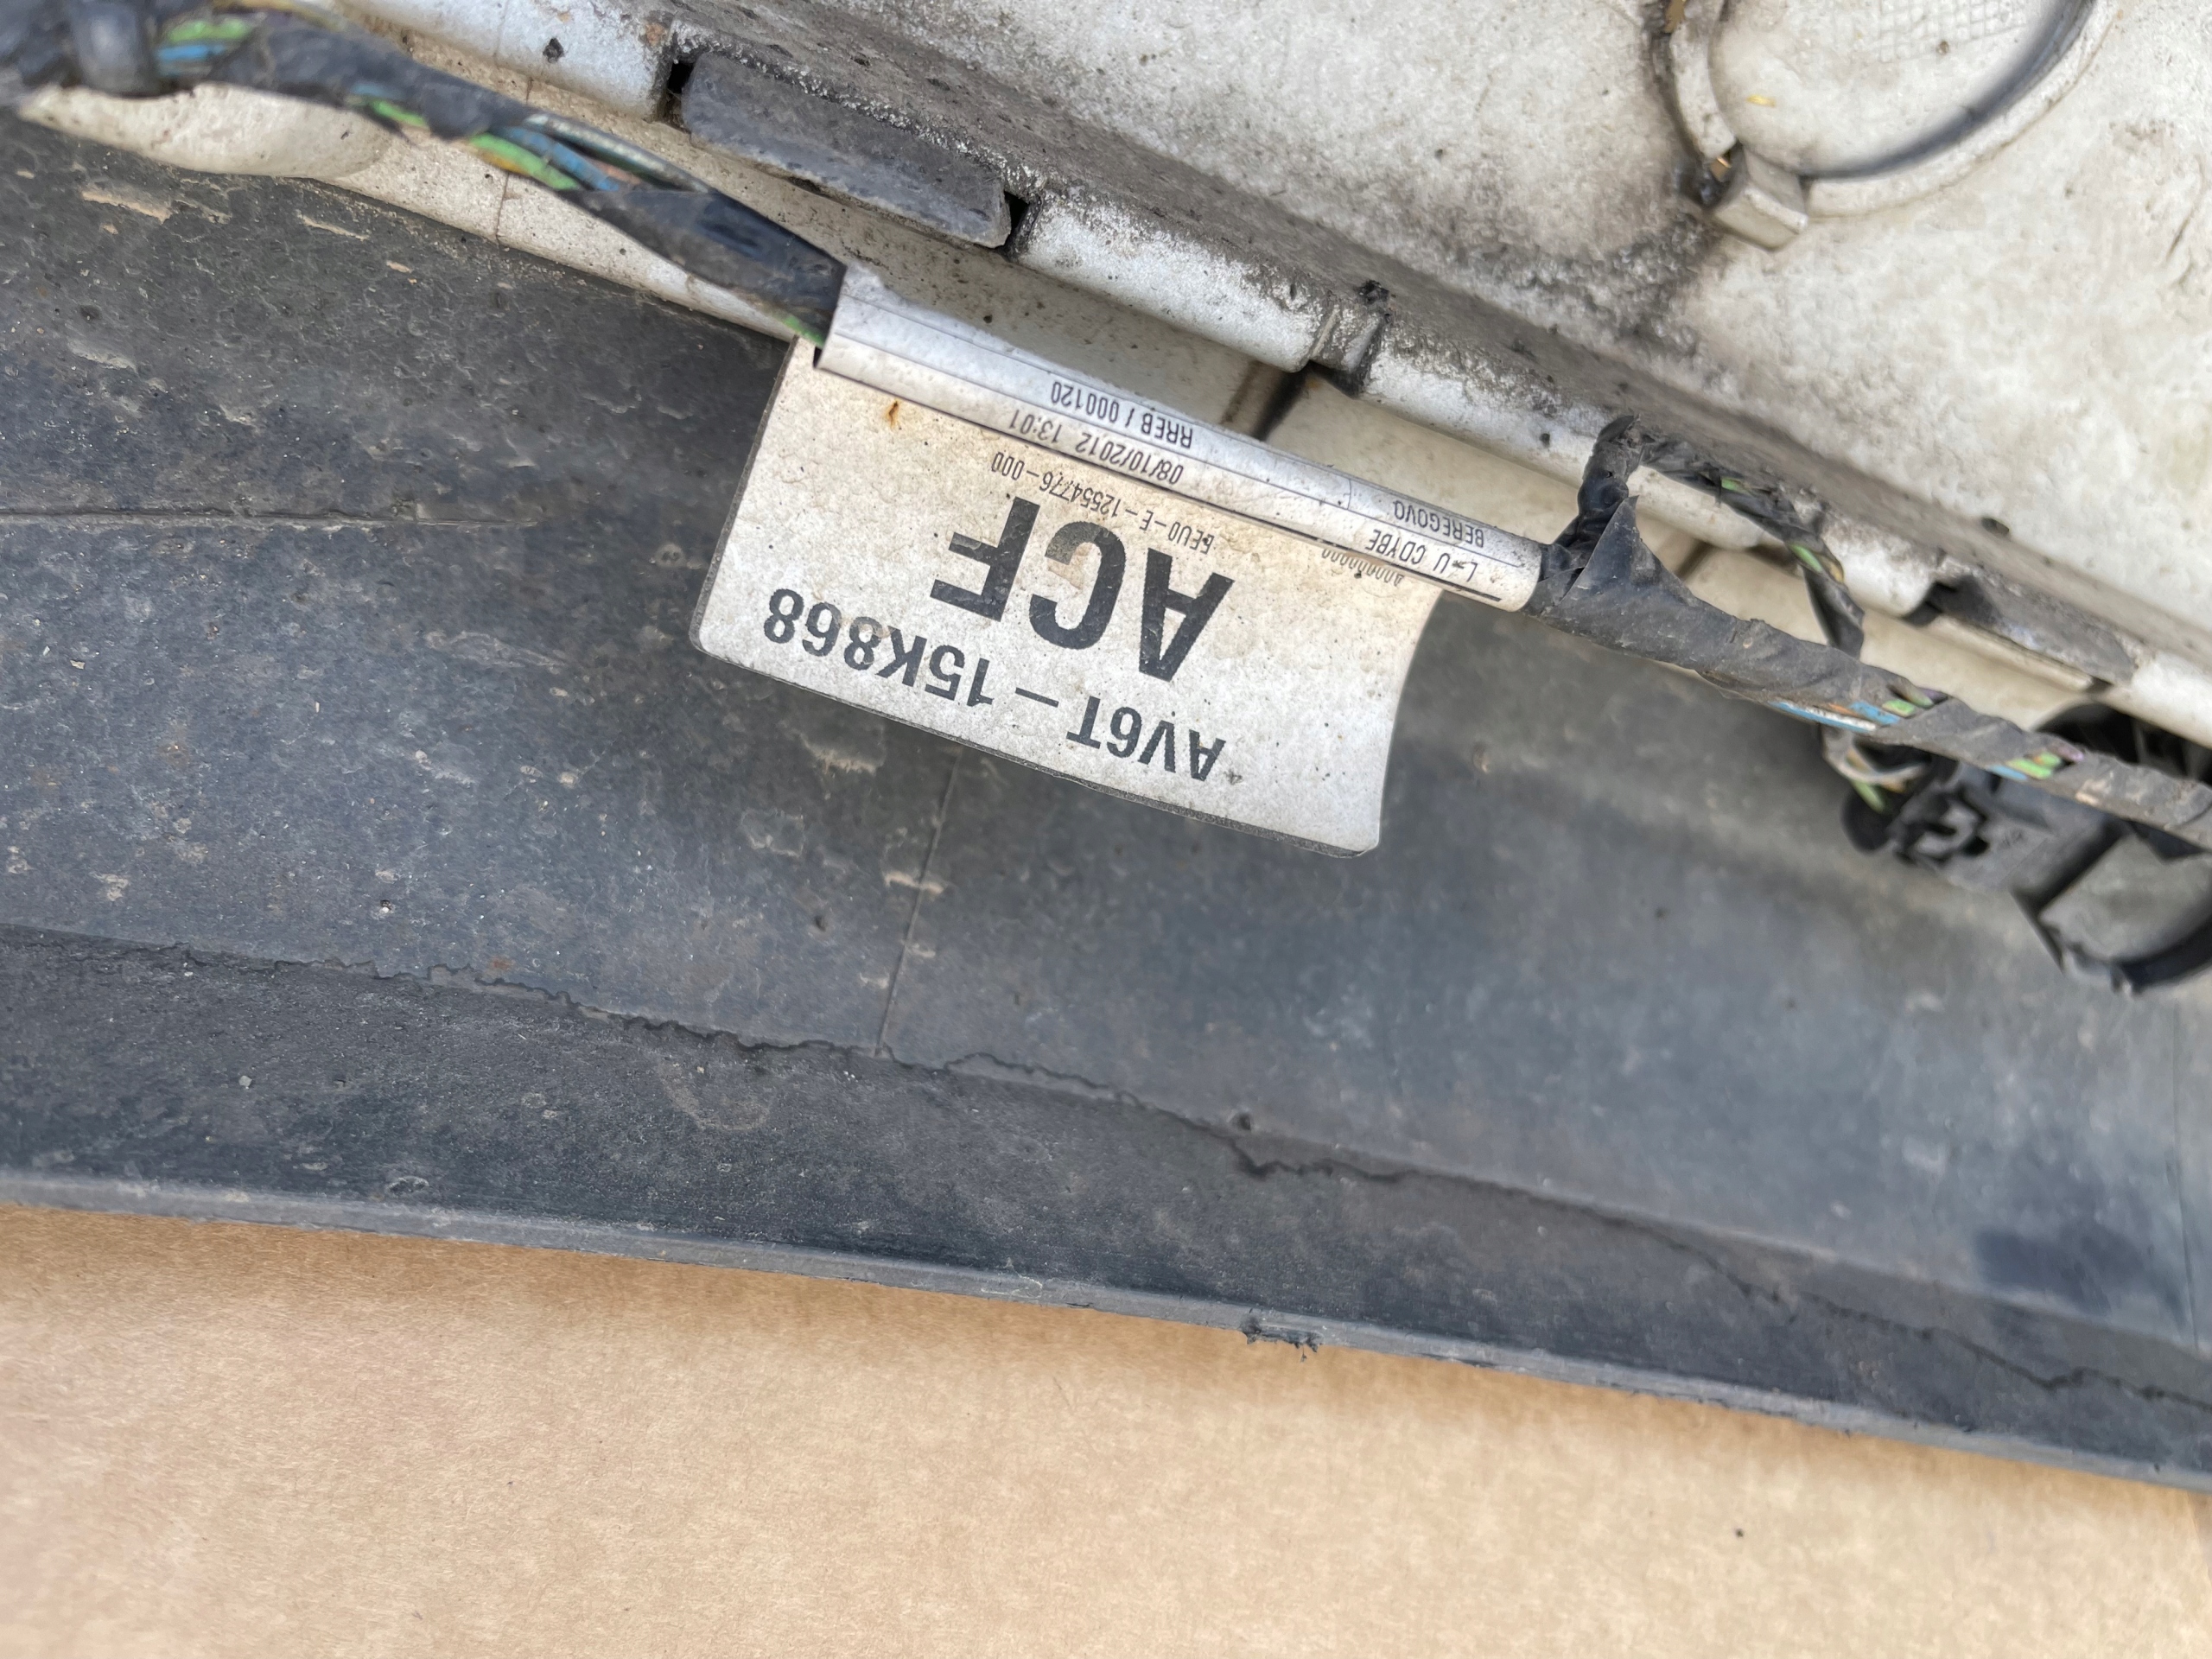 AV6T-15K868
ACF
6EU0-E-12554776-000
L-U CDYBE 08/10/2012 13:01
BEREGOVO RREB / 000120